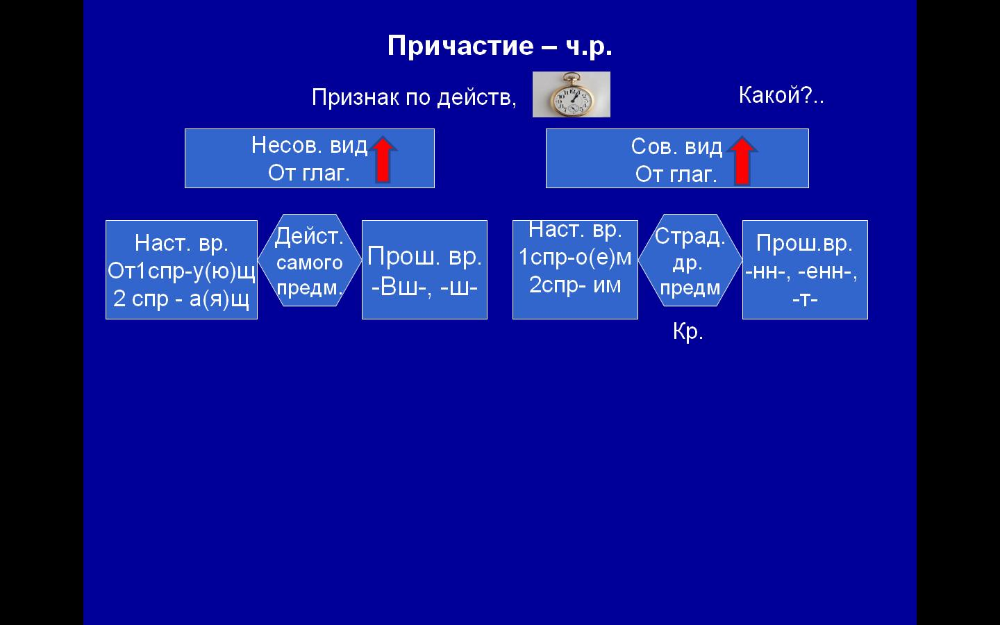 Причастие – ч.р.
Признак по действ,
Какой?..
Несов. вид
От глаг.
Сов. вид
От глаг.
Наст. вр.
От1спр-у(ю)щ
2 спр - а(я)щ
Дейст.
самого
предм.
Прош. вр.
-Вш-, -ш-
Наст. вр.
1спр-о(е)м
2спр- им
Страд.
др.
предм
Прош.вр.
-нн-, -енн-,
-т-
Кр.